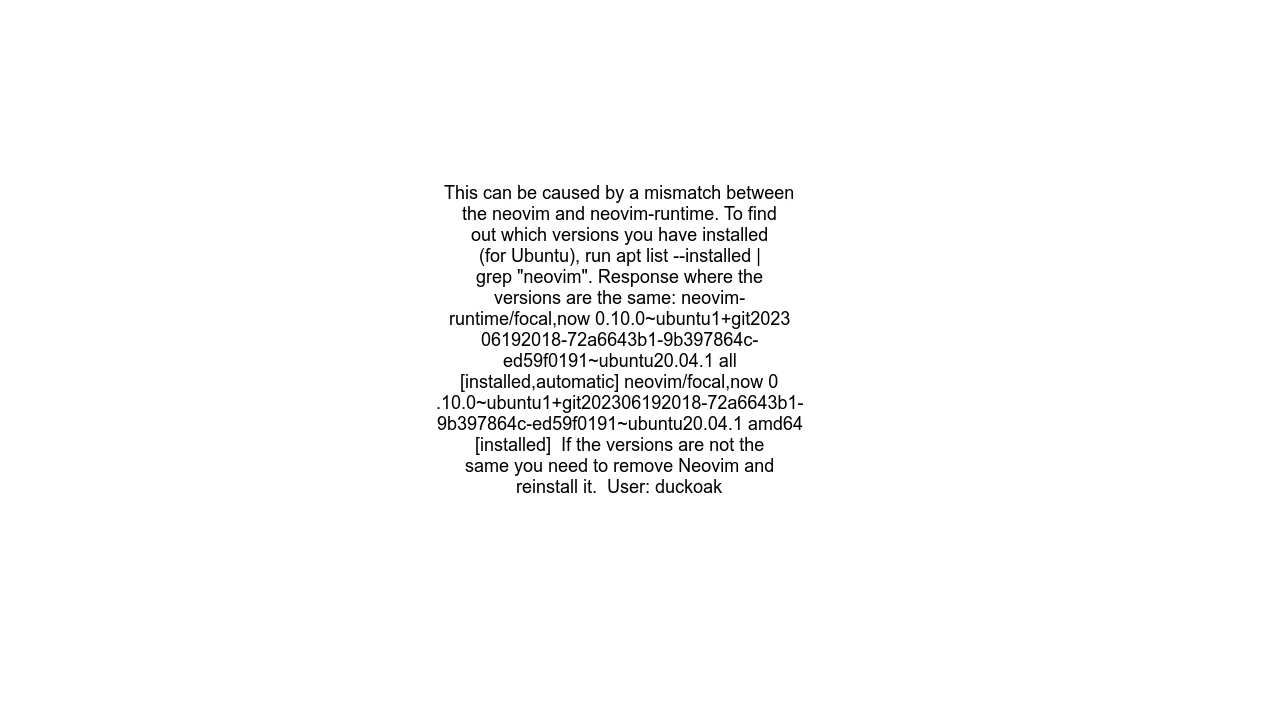 This can be caused by a mismatch between
the neovim and neovim-runtime. To find
out which versions you have installed
(for Ubuntu), run apt list --installed |
grep "neovim". Response where the
versions are the same: neovim-
runtime/focal,now 0.10.0~ubuntu1+git2023
06192018-72a6643b1-9b397864c-
ed59f0191~ubuntu20.04.1 all
[installed,automatic] neovim/focal,now 0
.10.0~ubuntu1+git202306192018-72a6643b1-
9b397864c-ed59f0191~ubuntu20.04.1 amd64
[installed]  If the versions are not the
same you need to remove Neovim and
reinstall it.  User: duckoak